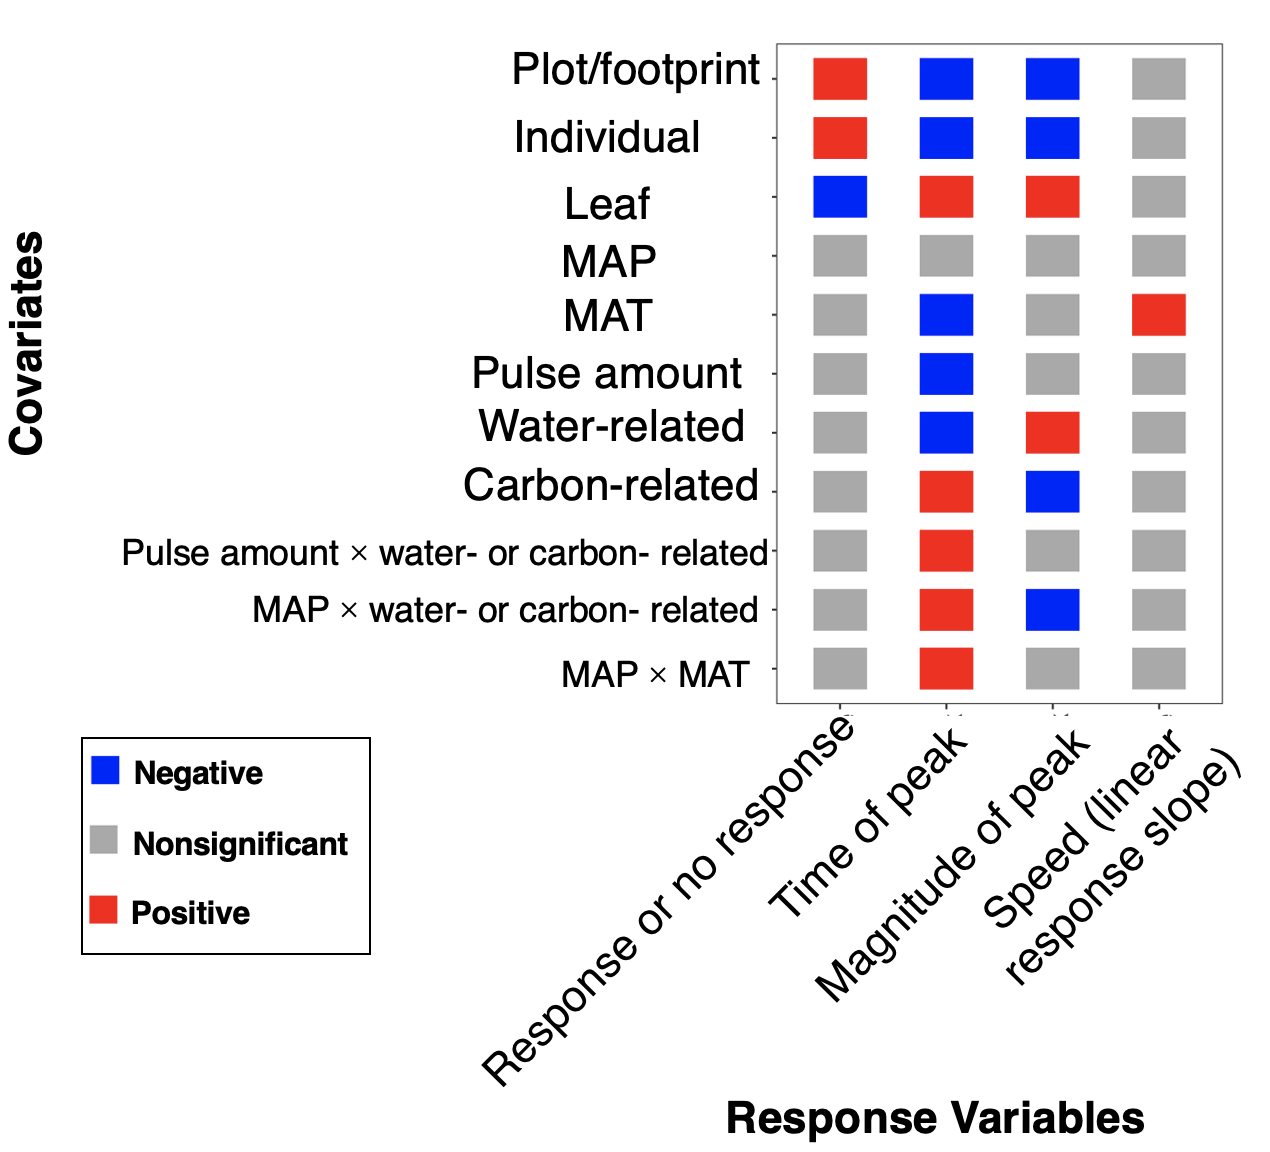 Plot/footprint
Individual
Leaf
MAP
MAT
Pulse amount
Water-related
Carbon-related
Pulse amount × water- or carbon- related
MAP × water- or carbon- related
MAP × MAT
Covariates
Negative
Nonsignificant
Positive
Response or no response
Time of peak
Magnitude of peak
Speed (linear
response slope)
Response Variables